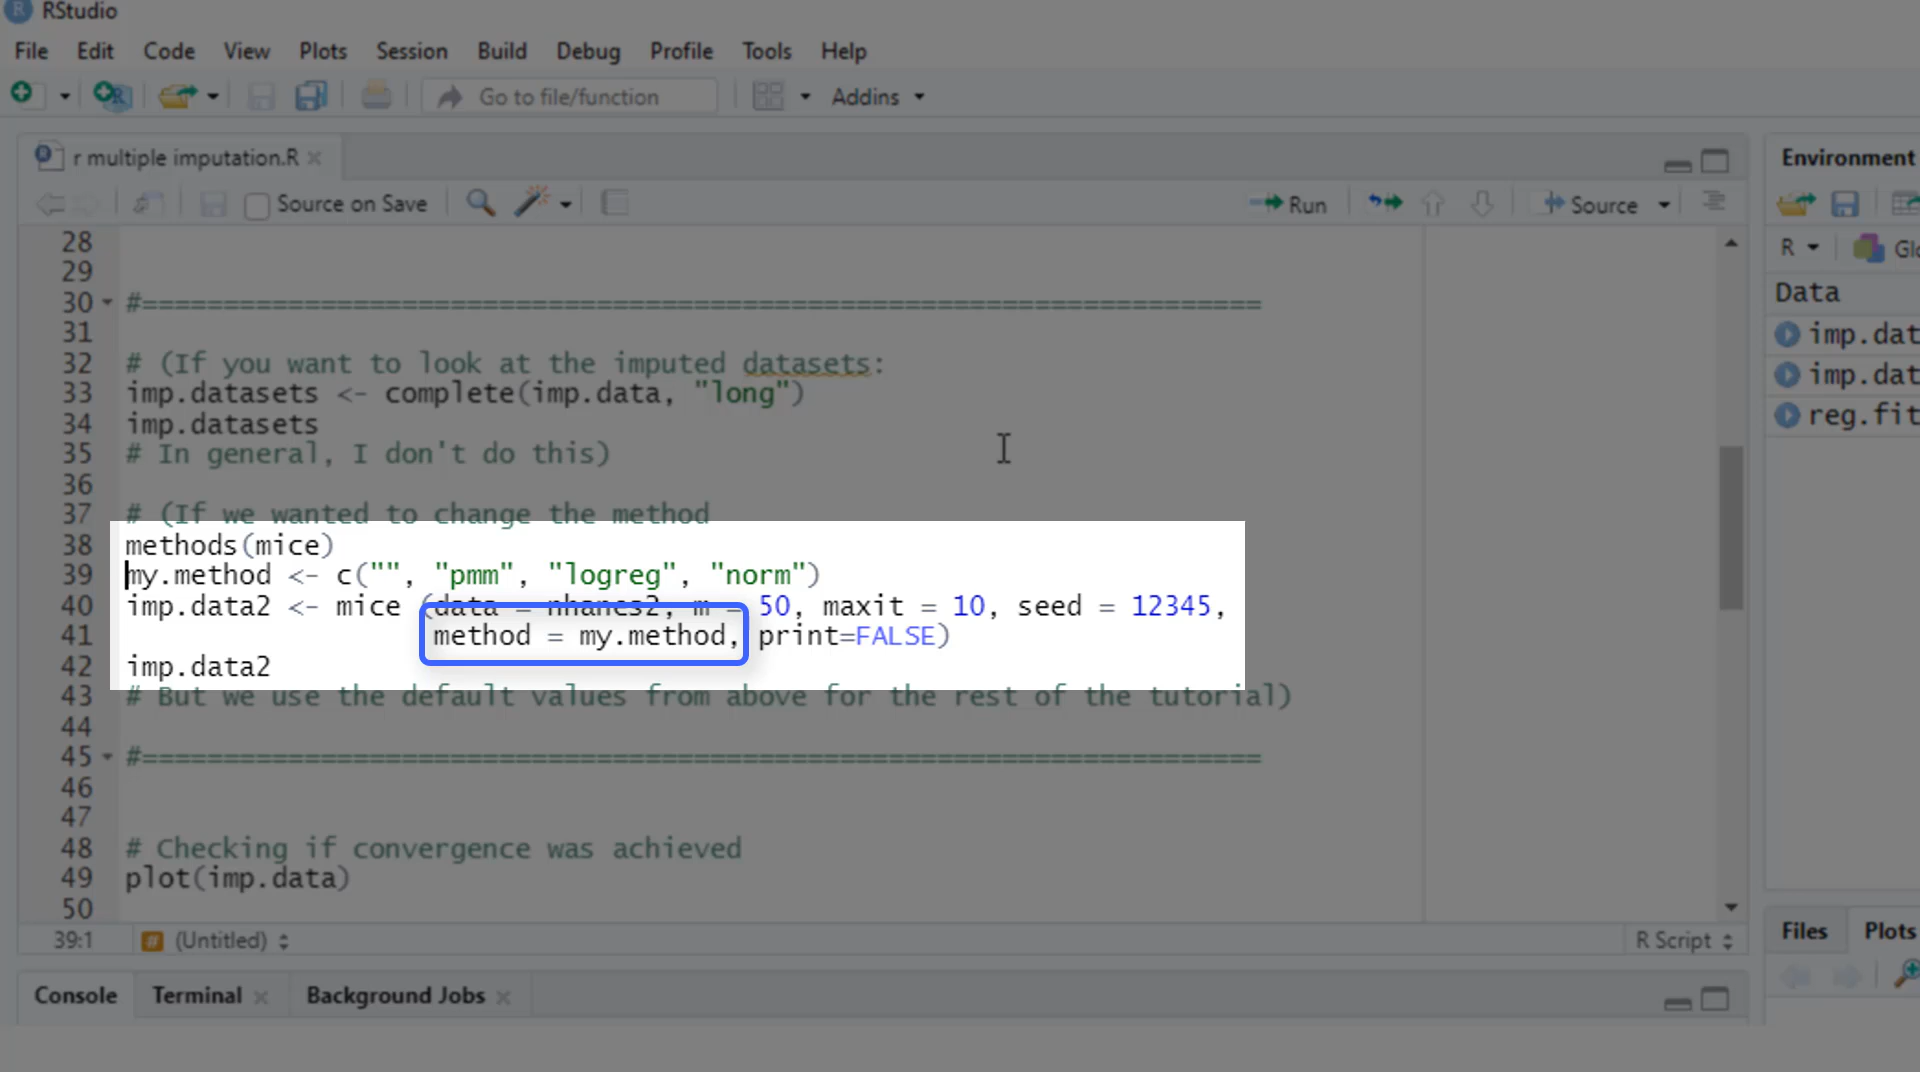 RStudio
File Edit Code View Plots Session Build Debug Profile Tools Help
Go to file/function Addins
r multiple imputation.R
Source on Save Run Source
28
29
30 #=====================================================================
31
32 # (If you want to look at the imputed datasets:
33 imp.datasets <- complete(imp.data, "long")
34 imp.datasets
35 # In general, I don't do this)
36
37 # (If we wanted to change the method
38 methods(mice)
39 my.method <- c("", "pmm", "logreg", "norm")
40 imp.data2 <- mice (data = nhanes2, m = 50, maxit = 10, seed = 12345,
41 method = my.method, print=FALSE)
42 imp.data2
43 # But we use the default values from above for the rest of the tutorial)
44
45 #=====================================================================
46
47
48 # Checking if convergence was achieved
49 plot(imp.data)
50
39:1 (Untitled) R Script
Console Terminal Background Jobs
Environment
R Glo
Data
imp.dat
imp.dat
reg.fit
Files Plots